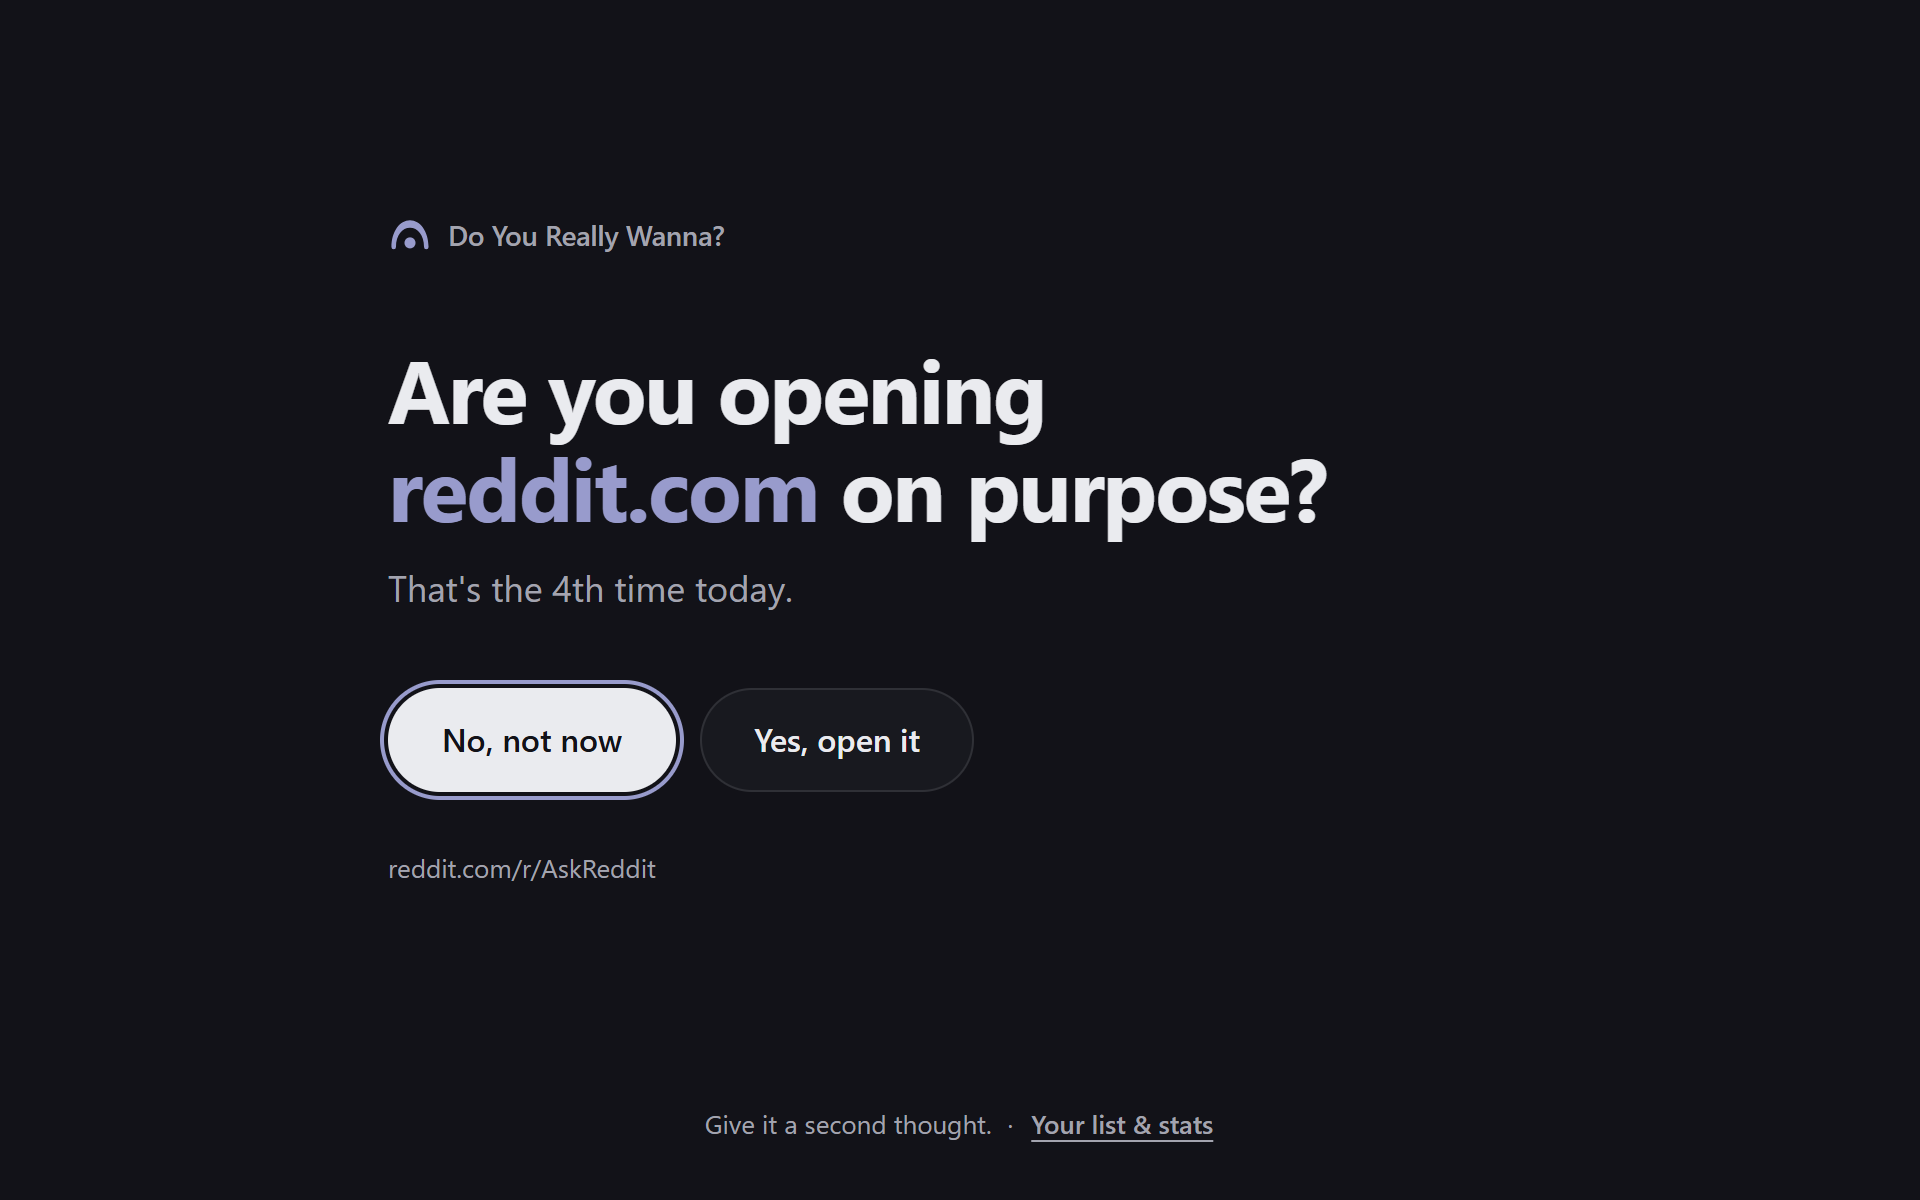 Do You Really Wanna?
Are you opening
reddit.com on purpose?
That's the 4th time today.
No, not now
Yes, open it
reddit.com/r/AskReddit
Give it a second thought. · Your list & stats